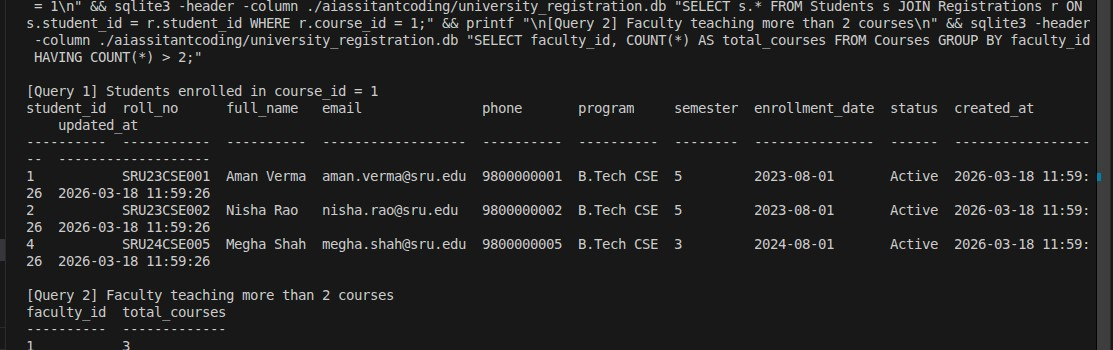 = 1\n" && sqlite3 -header -column ./aiassitantcoding/university_registration.db "SELECT s.* FROM Students s JOIN Registrations r ON
s.student_id = r.student_id WHERE r.course_id = 1;" && printf "\n[Query 2] Faculty teaching more than 2 courses\n" && sqlite3 -header
-column ./aiassitantcoding/university_registration.db "SELECT faculty_id, COUNT(*) AS total_courses FROM Courses GROUP BY faculty_id
HAVING COUNT(*) > 2;"
[Query 1] Students enrolled in course_id = 1
student_id  roll_no      full_name   email               phone       program     semester  enrollment_date  status  created_at
    updated_at
----------  -----------  ----------  ------------------  ----------  ----------  --------  ---------------  ------  -----------------
--  -------------------
1           SRU23CSE001  Aman Verma  aman.verma@sru.edu  9800000001  B.Tech CSE  5         2023-08-01       Active  2026-03-18 11:59:
26  2026-03-18 11:59:26
2           SRU23CSE002  Nisha Rao   nisha.rao@sru.edu   9800000002  B.Tech CSE  5         2023-08-01       Active  2026-03-18 11:59:
26  2026-03-18 11:59:26
4           SRU24CSE005  Megha Shah  megha.shah@sru.edu  9800000005  B.Tech CSE  3         2024-08-01       Active  2026-03-18 11:59:
26  2026-03-18 11:59:26
[Query 2] Faculty teaching more than 2 courses
faculty_id  total_courses
----------  -------------
1           3